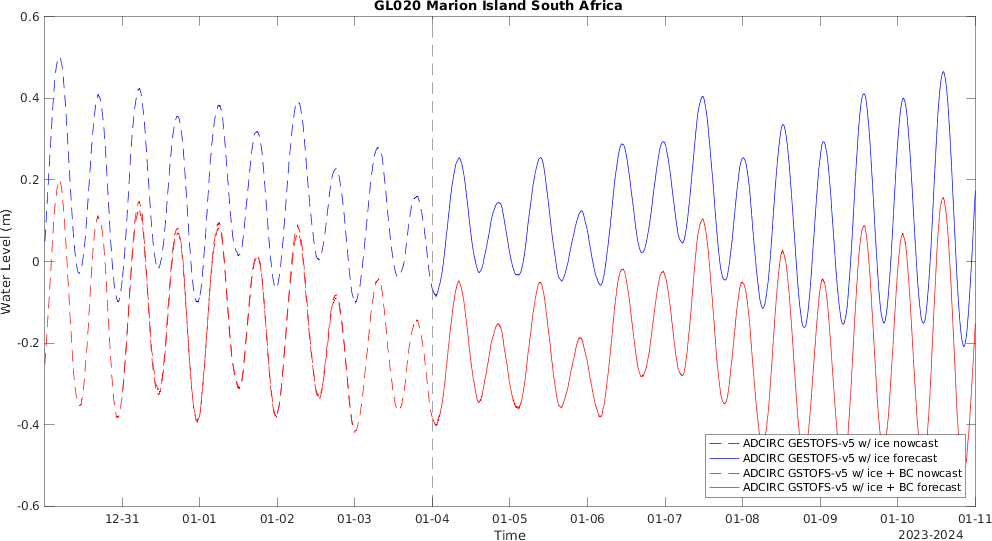 GL020 Marion Island South Africa
0.6
0.4
0.2
0
-0.2
-0.4
-0.6
Water Level (m)
ADCIRC GESTOFS-v5 w/ ice nowcast
ADCIRC GESTOFS-v5 w/ ice forecast
ADCIRC GSTOFS-v5 w/ ice + BC nowcast
ADCIRC GSTOFS-v5 w/ ice + BC forecast
12-31 01-01 01-02 01-03 01-04 01-05 01-06 01-07 01-08 01-09 01-10 01-11
Time
2023-2024